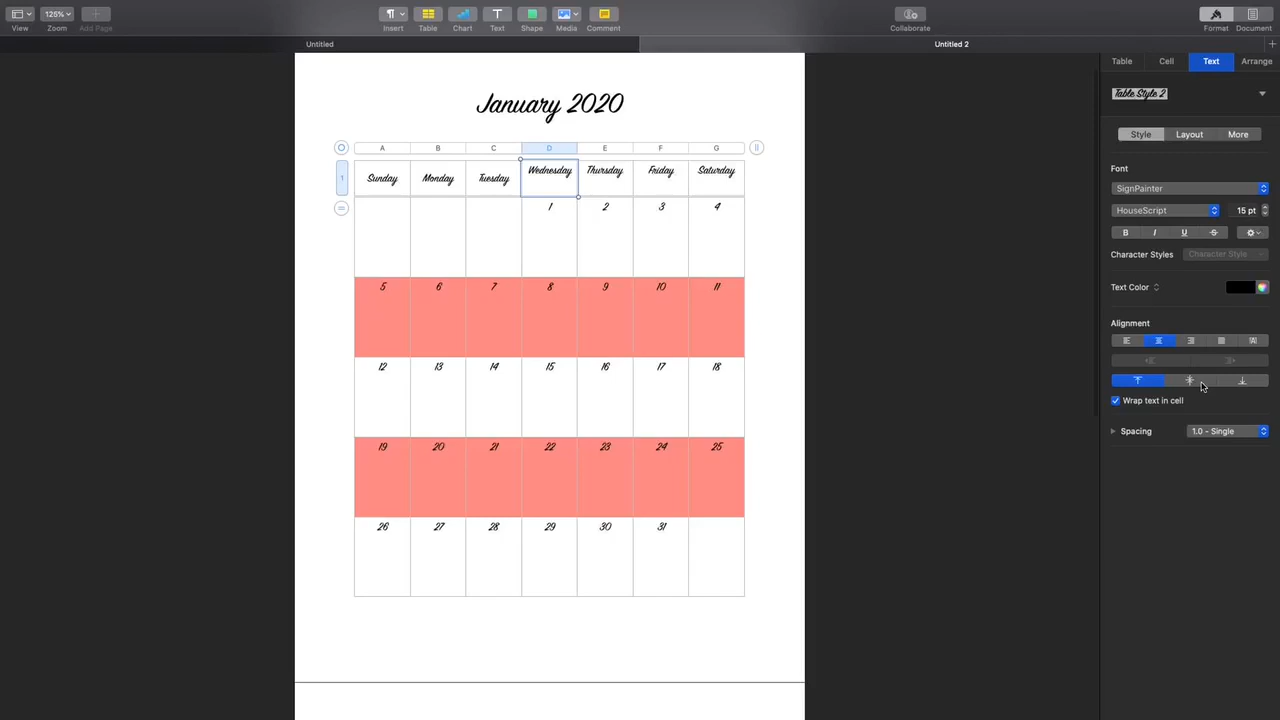 125%
View Zoom Add Page Insert Table Chart Text Shape Media Comment Collaborate Format Document
Untitled Untitled 2
Table Cell Text Arrange
Table Style 2
Style Layout More
Font
SignPainter
HouseScript 15 pt
B I U S
Character Styles Character Style
Text Color
Alignment
Wrap text in cell
Spacing 1.0 - Single
January 2020
A B C D E F G
1 Sunday Monday Tuesday Wednesday Thursday Friday Saturday
1 2 3 4
5 6 7 8 9 10 11
12 13 14 15 16 17 18
19 20 21 22 23 24 25
26 27 28 29 30 31